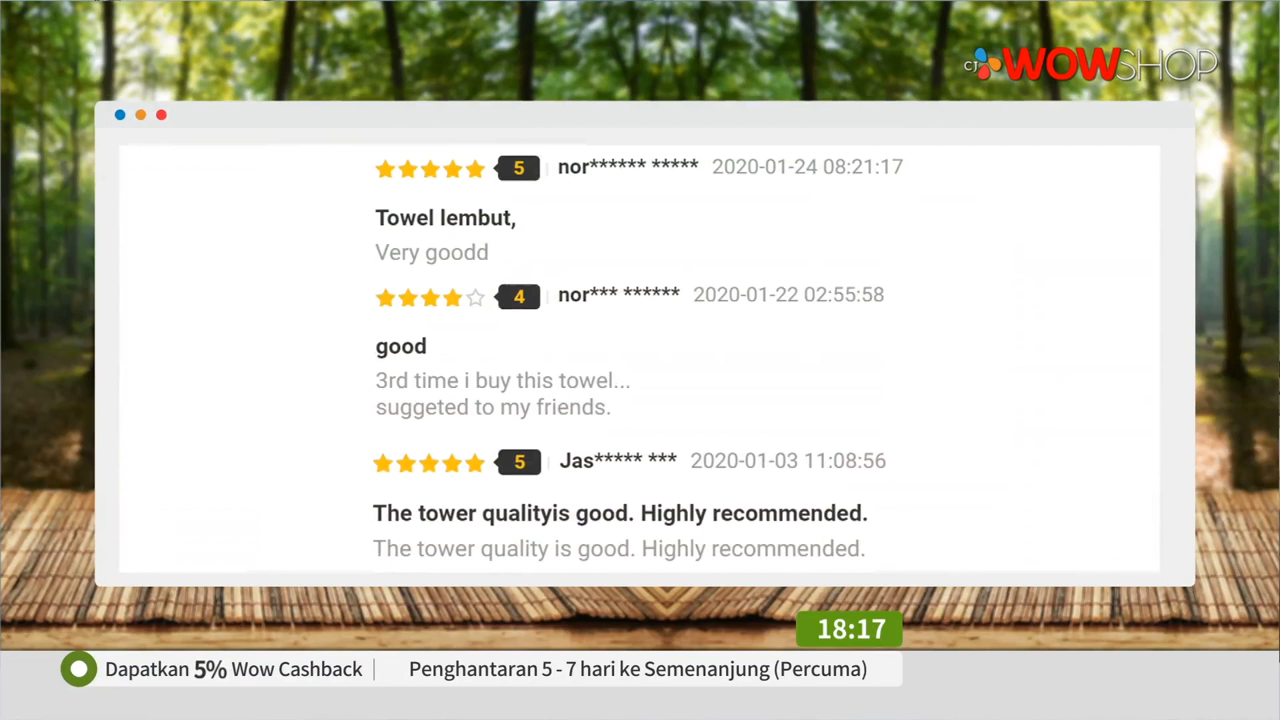 CJ WOWSHOP
5 nor****** ***** 2020-01-24 08:21:17
Towel lembut,
Very goodd
4 nor*** ****** 2020-01-22 02:55:58
good
3rd time i buy this towel...
suggeted to my friends.
5 Jas***** *** 2020-01-03 11:08:56
The tower qualityis good. Highly recommended.
The tower quality is good. Highly recommended.
18:17
Dapatkan 5% Wow Cashback | Penghantaran 5 - 7 hari ke Semenanjung (Percuma)